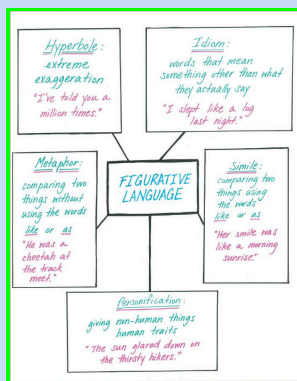 Hyperbole:
extreme
exaggeration
"I've told you a
million times."
Idiom:
words that mean
something other than what
they actually say
"I slept like a log
last night."
Metaphor:
comparing two
things without
using the words
like or as
"He was a
cheetah at
the track
meet."
FIGURATIVE
LANGUAGE
Simile:
comparing two
things using
the words
like or as
"Her smile was
like a morning
sunrise."
Personification:
giving non-human things
human traits
"The sun glared down on
the thirsty hikers."